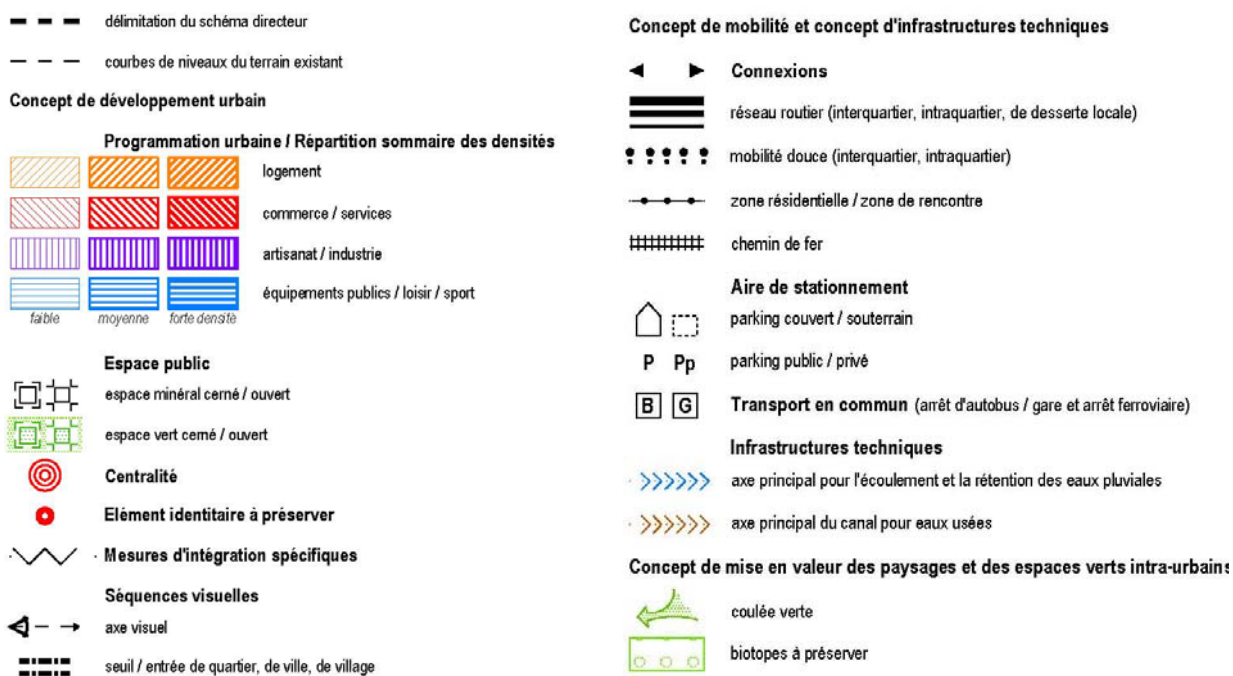 délimitation du schéma directeur
courbes de niveaux du terrain existant
Concept de développement urbain
Programmation urbaine / Répartition sommaire des densités
logement
commerce / services
artisanat / industrie
équipements publics / loisir / sport
faible moyenne forte densité
Espace public
espace minéral cerné / ouvert
espace vert cerné / ouvert
Centralité
Elément identitaire à préserver
Mesures d'intégration spécifiques
Séquences visuelles
axe visuel
seuil / entrée de quartier, de ville, de village
Concept de mobilité et concept d'infrastructures techniques
Connexions
réseau routier (interquartier, intraquartier, de desserte locale)
mobilité douce (interquartier, intraquartier)
zone résidentielle / zone de rencontre
chemin de fer
Aire de stationnement
parking couvert / souterrain
P Pp parking public / privé
B G Transport en commun (arrêt d'autobus / gare et arrêt ferroviaire)
Infrastructures techniques
axe principal pour l'écoulement et la rétention des eaux pluviales
axe principal du canal pour eaux usées
Concept de mise en valeur des paysages et des espaces verts intra-urbains
coulée verte
biotopes à préserver